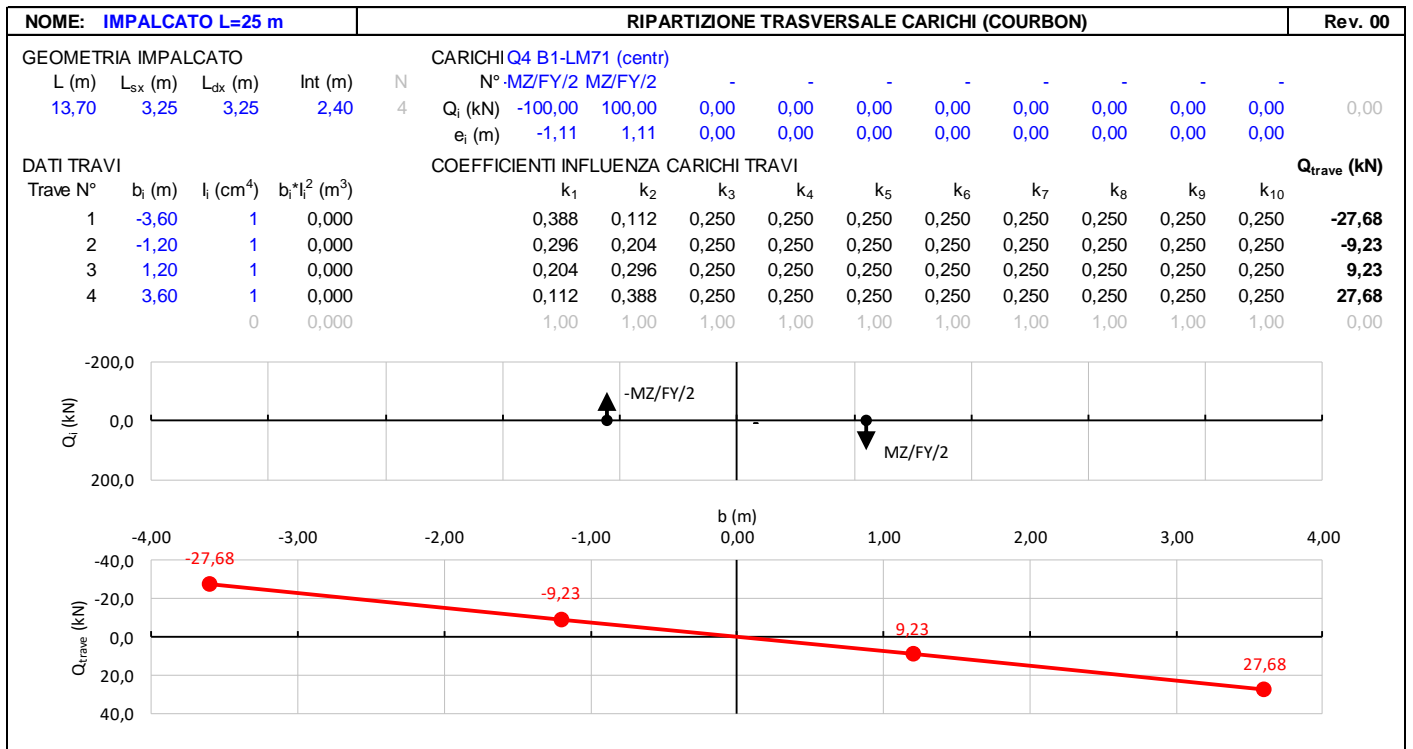 NOME: IMPALCATO L=25 m RIPARTIZIONE TRASVERSALE CARICHI (COURBON) Rev. 00
GEOMETRIA IMPALCATO CARICHI Q4 B1-LM71 (centr)
L (m) Lsx (m) Ldx (m) Int (m) N N° -MZ/FY/2 MZ/FY/2 - - - - - - - -
13,70 3,25 3,25 2,40 4 Qi (kN) -100,00 100,00 0,00 0,00 0,00 0,00 0,00 0,00 0,00 0,00 0,00
ei (m) -1,11 1,11 0,00 0,00 0,00 0,00 0,00 0,00 0,00 0,00
DATI TRAVI COEFFICIENTI INFLUENZA CARICHI TRAVI Qtrave (kN)
Trave N° bi (m) Ii (cm4) bi*Ii2 (m3) k1 k2 k3 k4 k5 k6 k7 k8 k9 k10
1 -3,60 1 0,000 0,388 0,112 0,250 0,250 0,250 0,250 0,250 0,250 0,250 0,250 -27,68
2 -1,20 1 0,000 0,296 0,204 0,250 0,250 0,250 0,250 0,250 0,250 0,250 0,250 -9,23
3 1,20 1 0,000 0,204 0,296 0,250 0,250 0,250 0,250 0,250 0,250 0,250 0,250 9,23
4 3,60 1 0,000 0,112 0,388 0,250 0,250 0,250 0,250 0,250 0,250 0,250 0,250 27,68
0 0,000 1,00 1,00 1,00 1,00 1,00 1,00 1,00 1,00 1,00 1,00 0,00
-200,0
-MZ/FY/2
0,0
-
MZ/FY/2
200,0
Qi (kN)
b (m)
-4,00 -3,00 -2,00 -1,00 0,00 1,00 2,00 3,00 4,00
-40,0
-27,68
-20,0
-9,23
0,0
9,23
20,0
27,68
40,0
Qtrave (kN)